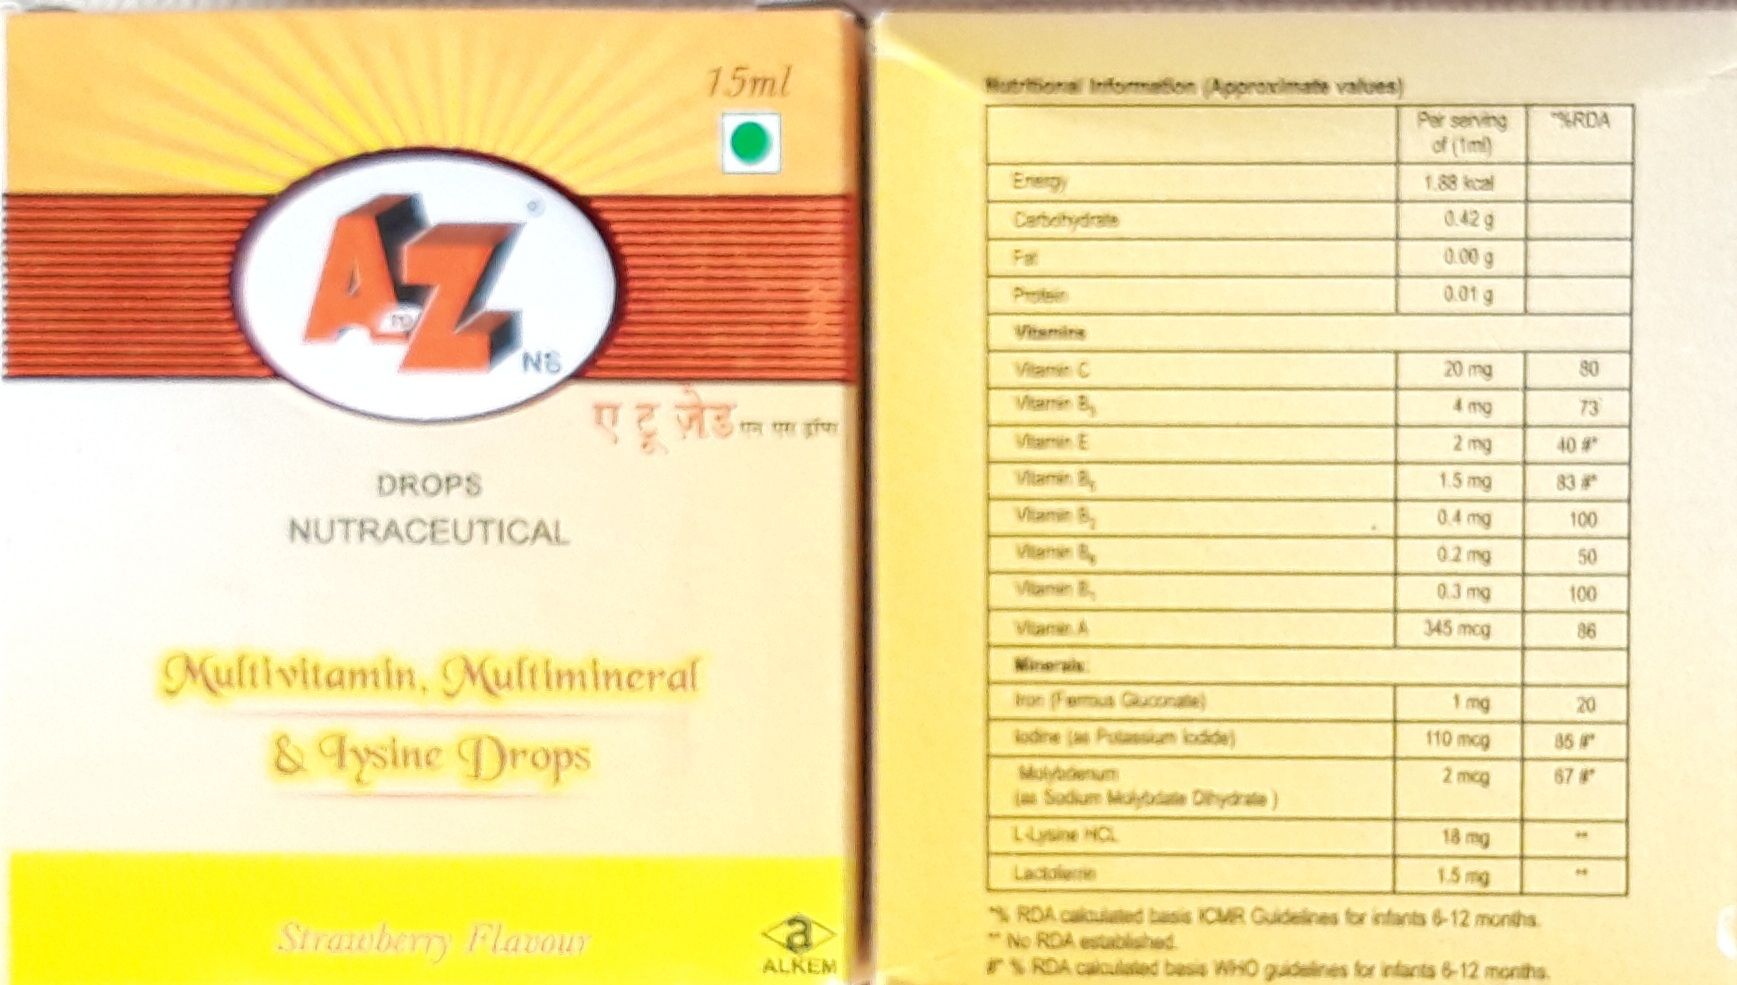 15ml
A TO Z ®
NS
ए टू ज़ेड एन एस ड्रॉप्स
DROPS
NUTRACEUTICAL
Multivitamin, Multimineral
& Lysine Drops
Strawberry Flavour
a
ALKEM
Nutritional Information (Approximate values)
Per serving of (1ml) *%RDA
Energy 1.88 kcal
Carbohydrate 0.42 g
Fat 0.00 g
Protein 0.01 g
Vitamins
Vitamin C 20 mg 80
Vitamin 4 mg 73
Vitamin E 2 mg 40 #*
Vitamin 1.5 mg 83 #*
Vitamin B₂ 0.4 mg 100
Vitamin 0.2 mg 50
Vitamin B₁ 0.3 mg 100
Vitamin A 345 mcg 86
Minerals:
Iron (Ferrous Gluconate) 1 mg 20
Iodine (as Potassium Iodide) 110 mcg 85 #*
Molybdenum 2 mcg 67 #*
(as Sodium Molybdate Dihydrate )
L-Lysine HCL 18 mg **
Lactoferrin 1.5 mg **
*% RDA calculated basis ICMR Guidelines for infants 6-12 months.
** No RDA established.
#* % RDA calculated basis WHO guidelines for infants 6-12 months.